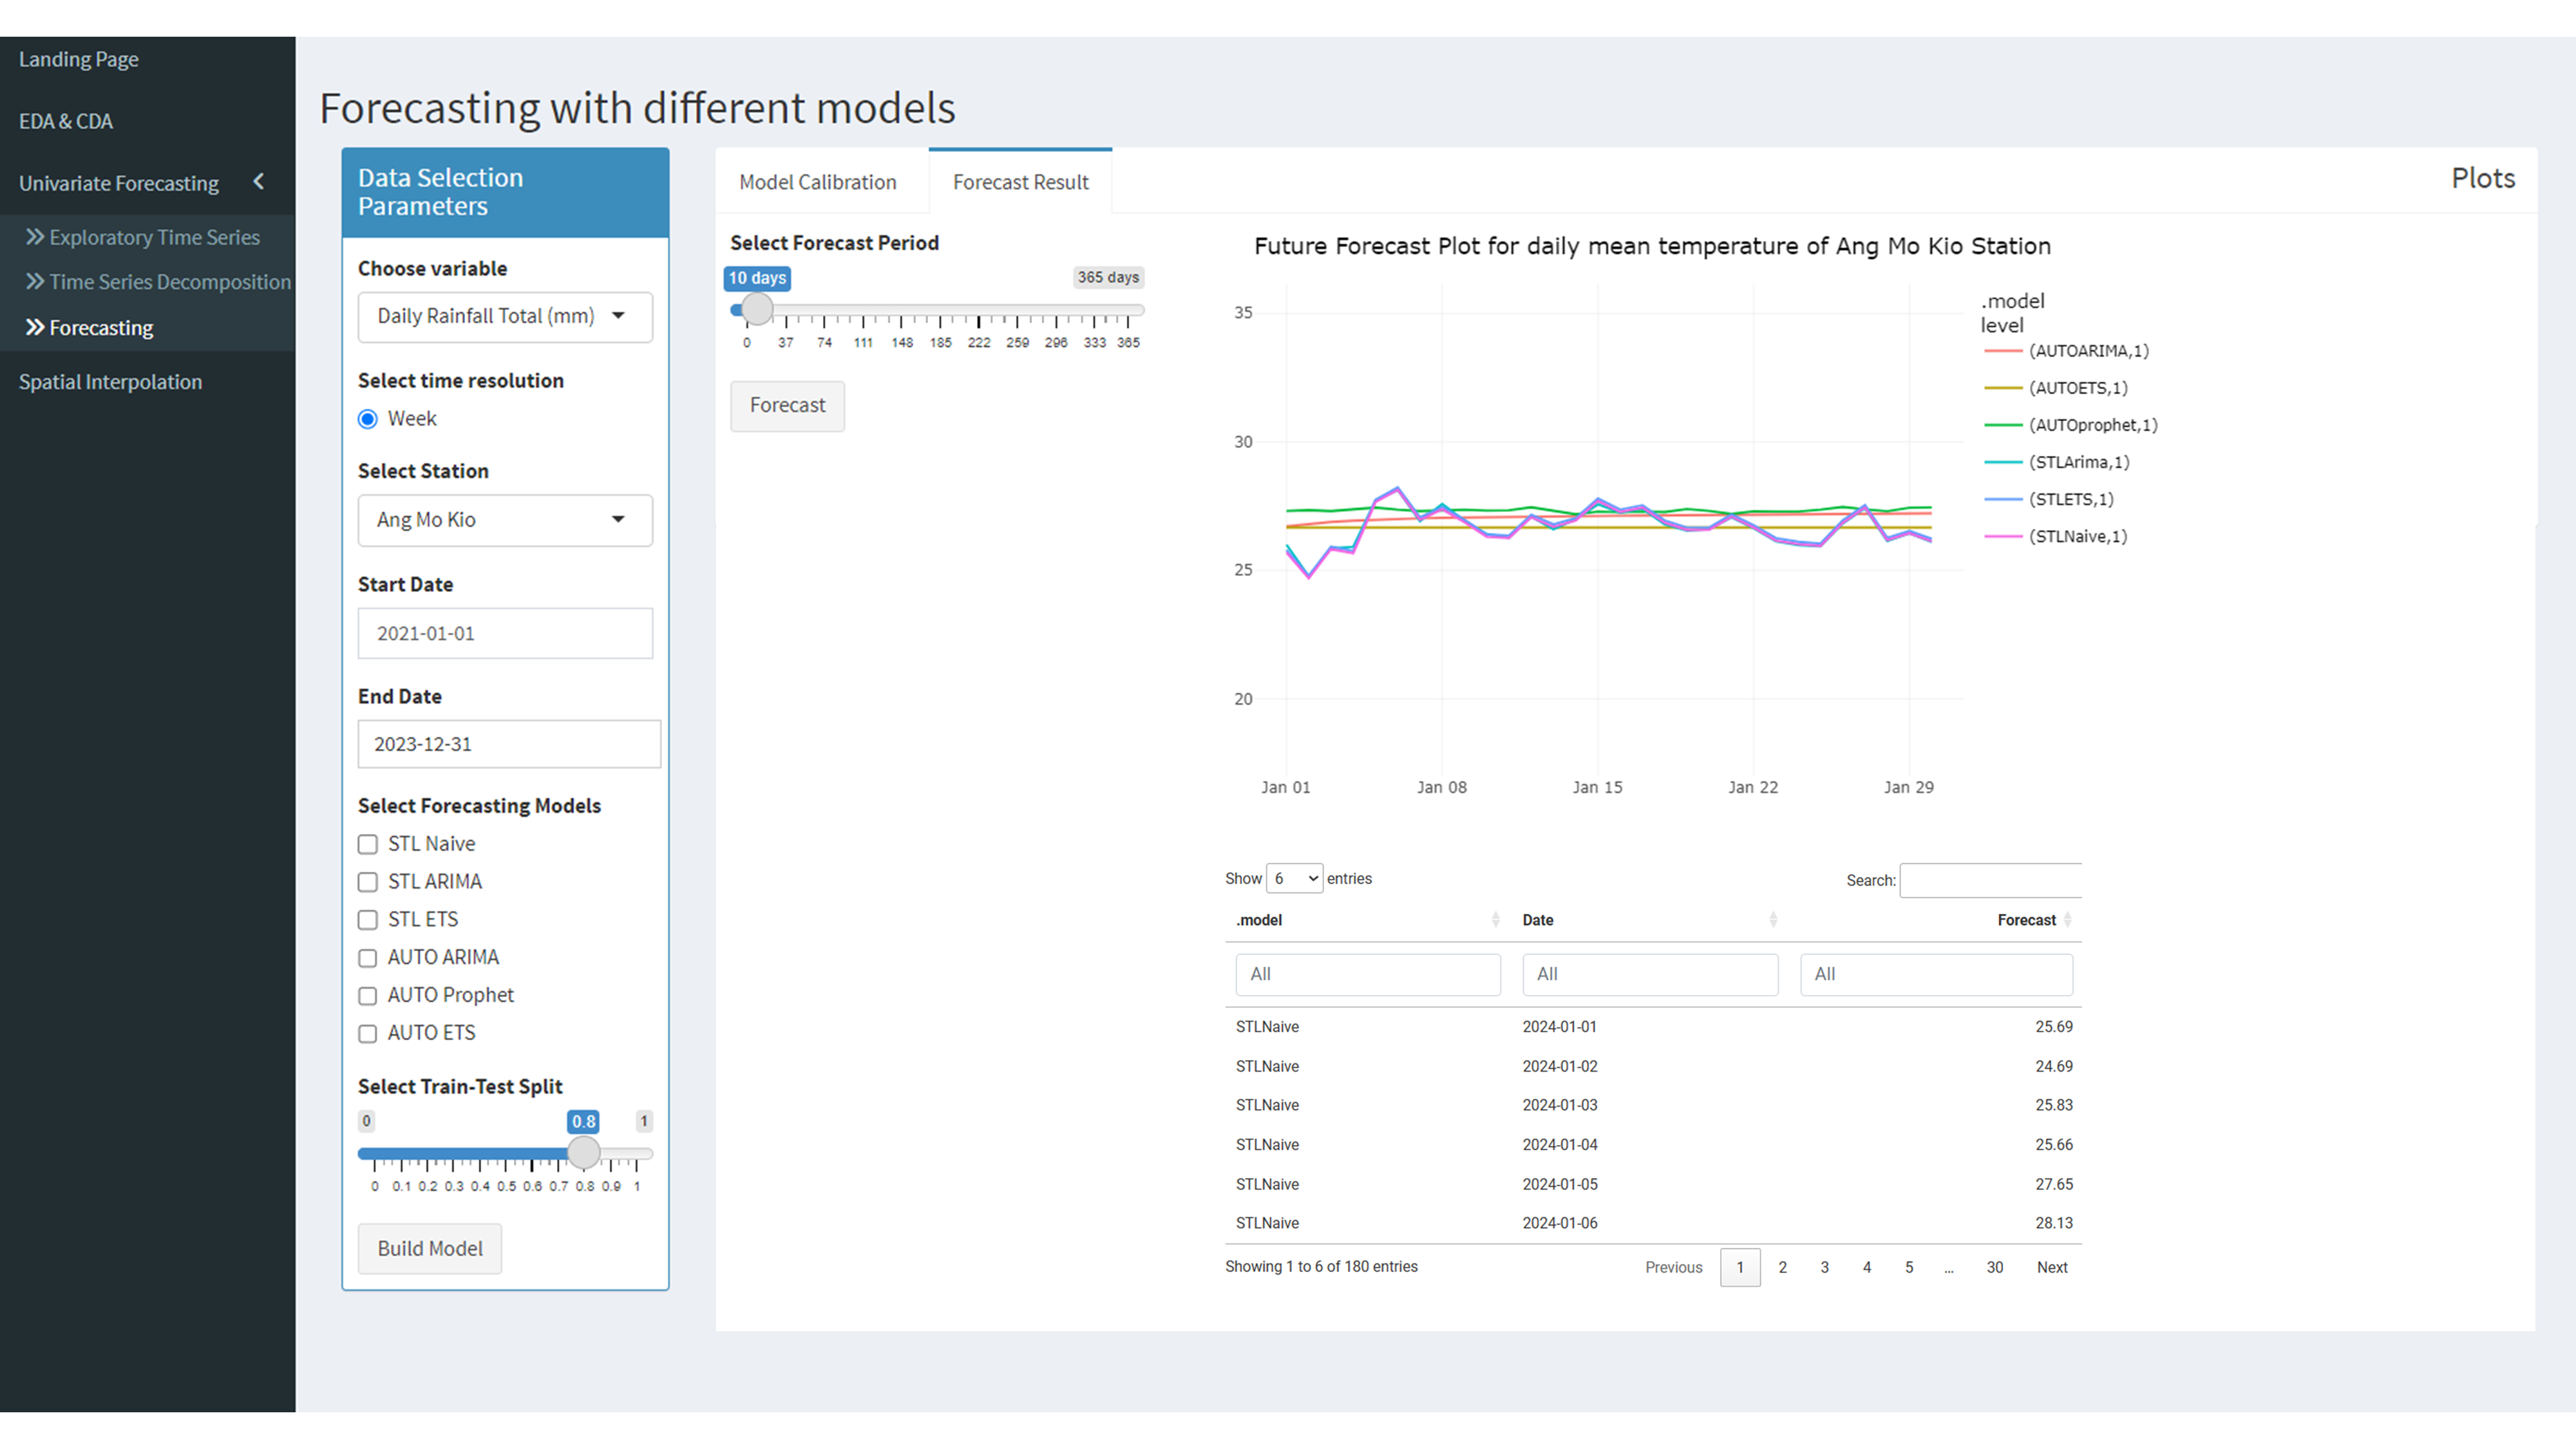 Landing Page
EDA & CDA
Univariate Forecasting
Exploratory Time Series
Time Series Decomposition
Forecasting
Spatial Interpolation
Forecasting with different models
Data Selection
Parameters
Choose variable
Daily Rainfall Total (mm)
Select time resolution
Week
Select Station
Ang Mo Kio
Start Date
2021-01-01
End Date
2023-12-31
Select Forecasting Models
STL Naive
STL ARIMA
STL ETS
AUTO ARIMA
AUTO Prophet
AUTO ETS
Select Train-Test Split
0 0.8 1
0 0.1 0.2 0.3 0.4 0.5 0.6 0.7 0.8 0.9 1
Build Model
Model Calibration Forecast Result Plots
Select Forecast Period
10 days 365 days
0 37 74 111 148 185 222 259 296 333 365
Forecast
Future Forecast Plot for daily mean temperature of Ang Mo Kio Station
35
30
25
20
Jan 01 Jan 08 Jan 15 Jan 22 Jan 29
.model
level
(AUTOARIMA,1)
(AUTOETS,1)
(AUTOprophet,1)
(STLArima,1)
(STLETS,1)
(STLNaive,1)
Show 6 entries Search:
.model Date Forecast
All All All
STLNaive 2024-01-01 25.69
STLNaive 2024-01-02 24.69
STLNaive 2024-01-03 25.83
STLNaive 2024-01-04 25.66
STLNaive 2024-01-05 27.65
STLNaive 2024-01-06 28.13
Showing 1 to 6 of 180 entries Previous 1 2 3 4 5 ... 30 Next